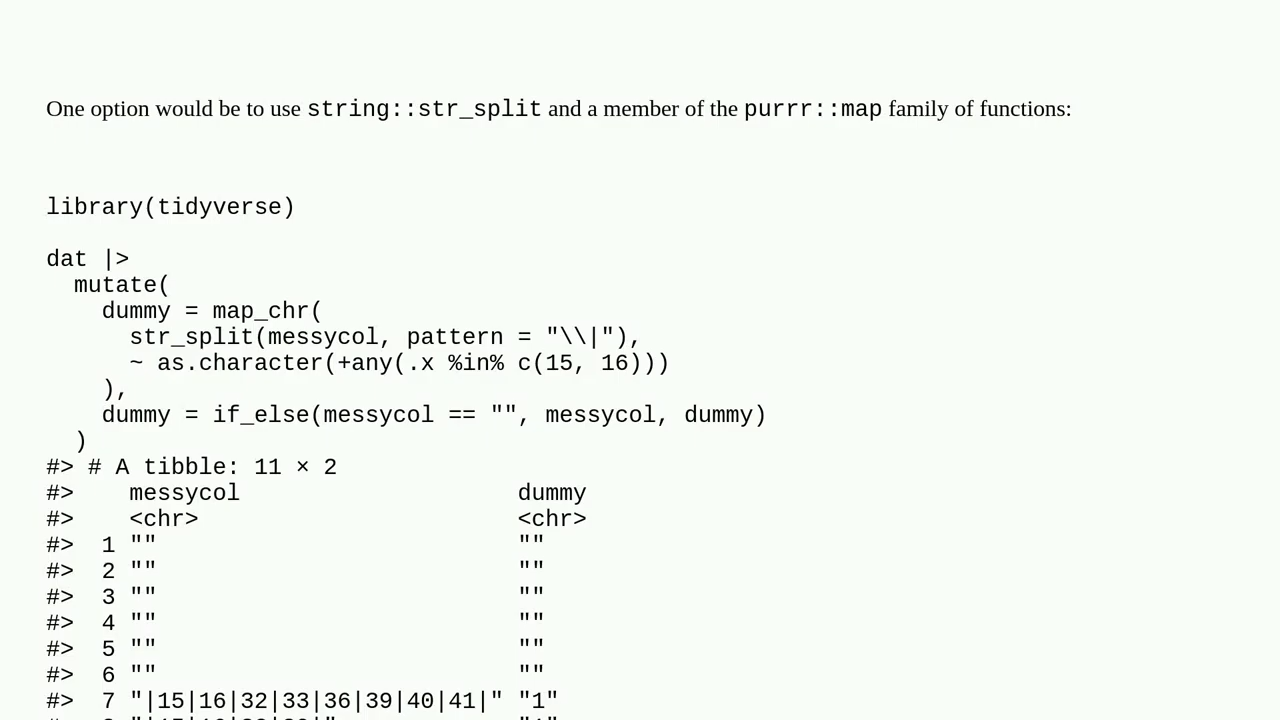 One option would be to use string::str_split and a member of the purrr::map family of functions:
library(tidyverse)
dat |>
  mutate(
    dummy = map_chr(
      str_split(messycol, pattern = "\\|"),
      ~ as.character(+any(.x %in% c(15, 16)))
    ),
    dummy = if_else(messycol == "", messycol, dummy)
  )
#> # A tibble: 11 × 2
#>    messycol                    dummy
#>    <chr>                       <chr>
#>  1 ""                          ""
#>  2 ""                          ""
#>  3 ""                          ""
#>  4 ""                          ""
#>  5 ""                          ""
#>  6 ""                          ""
#>  7 "|15|16|32|33|36|39|40|41|" "1"